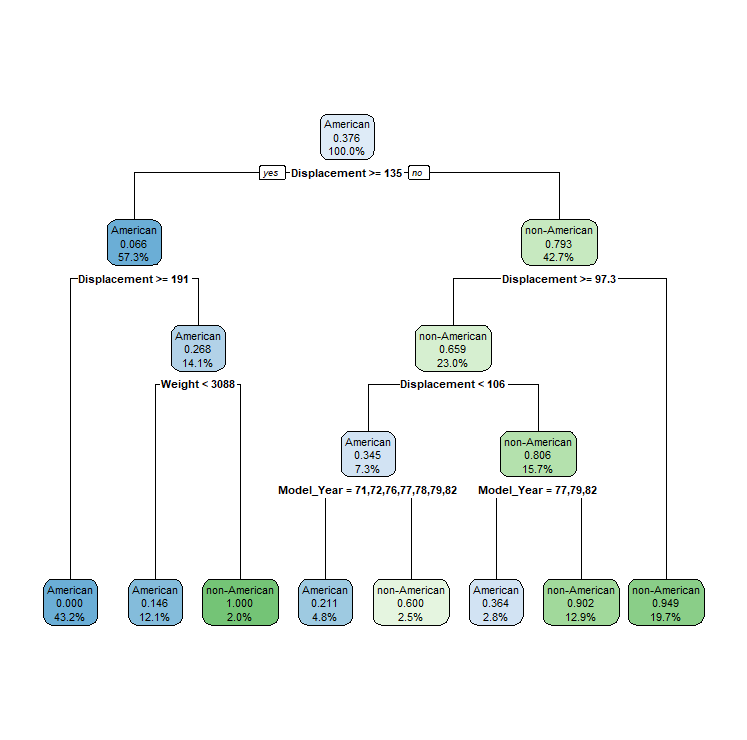 American
0.376
100.0%
yes Displacement >= 135 no
American
0.066
57.3%
non-American
0.793
42.7%
Displacement >= 191
Displacement >= 97.3
American
0.268
14.1%
non-American
0.659
23.0%
Weight < 3088
Displacement < 106
American
0.345
7.3%
non-American
0.806
15.7%
Model_Year = 71,72,76,77,78,79,82
Model_Year = 77,79,82
American
0.000
43.2%
American
0.146
12.1%
non-American
1.000
2.0%
American
0.211
4.8%
non-American
0.600
2.5%
American
0.364
2.8%
non-American
0.902
12.9%
non-American
0.949
19.7%